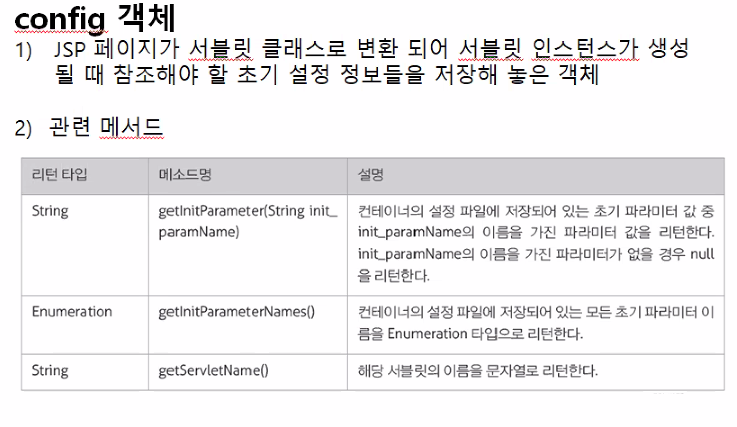 config 객체
1) JSP 페이지가 서블릿 클래스로 변환 되어 서블릿 인스턴스가 생성
될 때 참조해야 할 초기 설정 정보들을 저장해 놓은 객체
2) 관련 메서드
리턴 타입 메소드명 설명
String getInitParameter(String init_ 컨테이너의 설정 파일에 저장되어 있는 초기 파라미터 값 중
paramName) init_paramName의 이름을 가진 파라미터 값을 리턴한다.
init_paramName의 이름을 가진 파라미터가 없을 경우 null
을 리턴한다.
Enumeration getInitParameterNames() 컨테이너의 설정 파일에 저장되어 있는 모든 초기 파라미터 이
름을 Enumeration 타입으로 리턴한다.
String getServletName() 해당 서블릿의 이름을 문자열로 리턴한다.